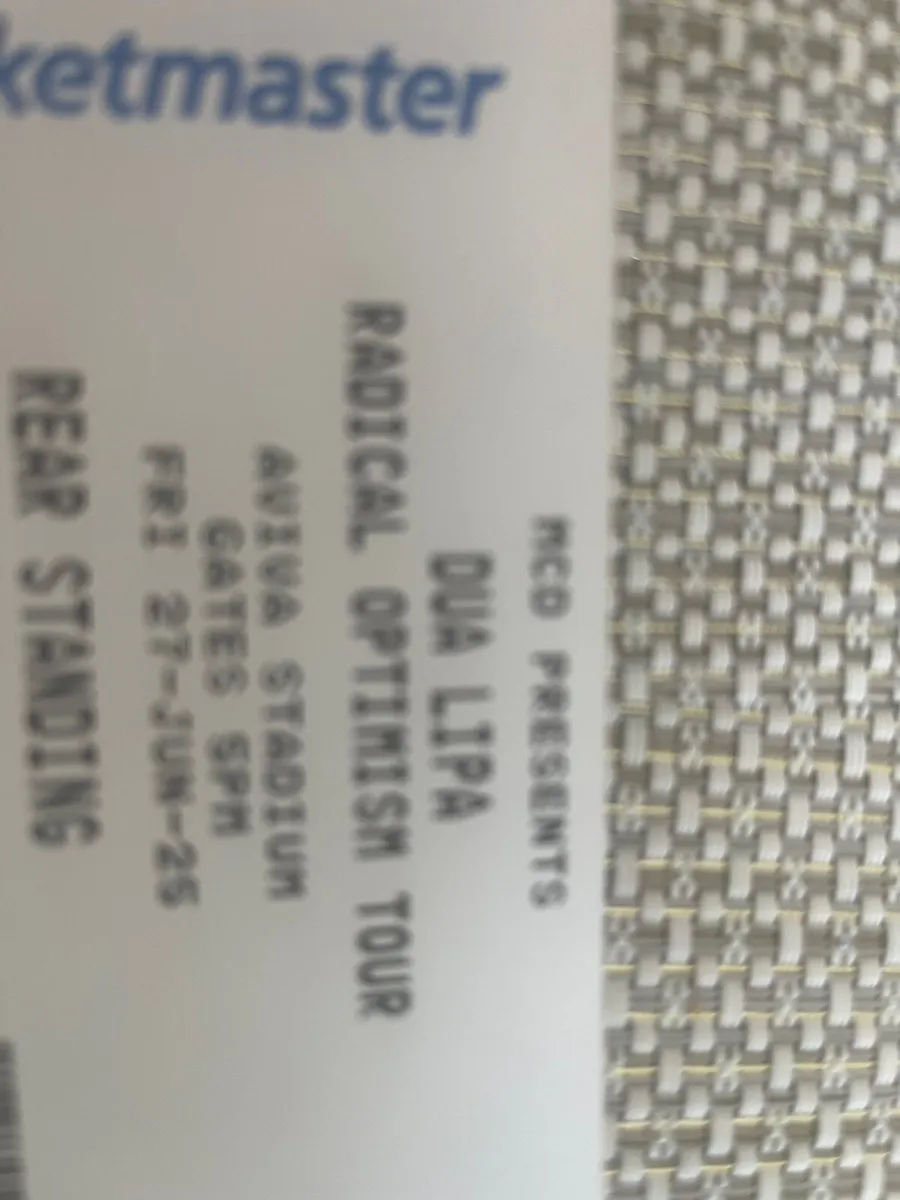 ketmaster
MCD PRESENTS
DUA LIPA
RADICAL OPTIMISM TOUR
AVIVA STADIUM
GATES 5PM
FRI 27-JUN-25
REAR STANDING